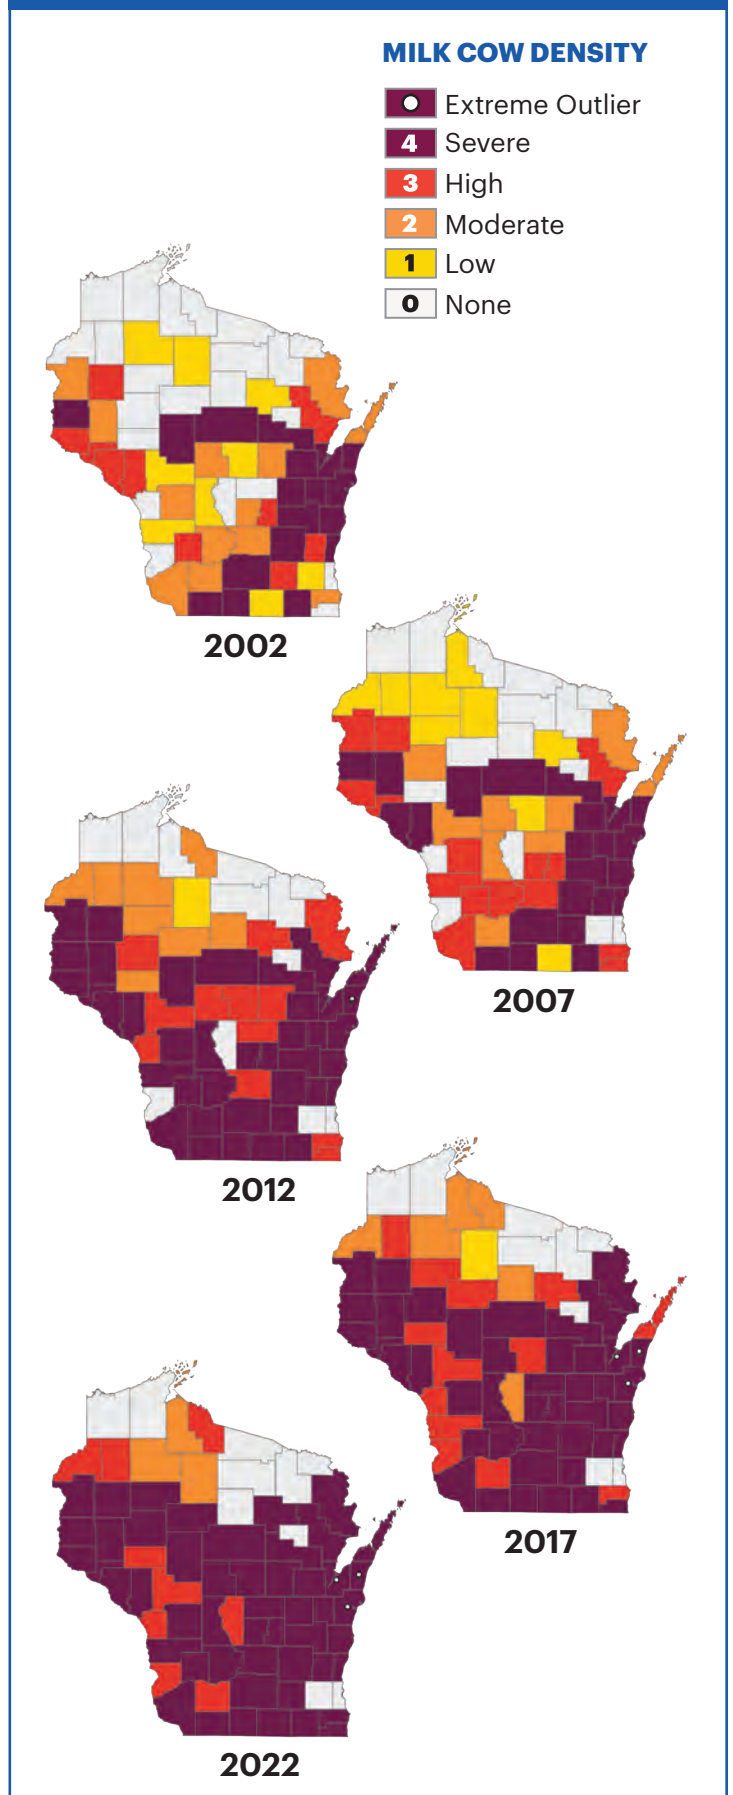 MILK COW DENSITY
Extreme Outlier
4 Severe
3 High
2 Moderate
1 Low
0 None
2002
2007
2012
2017
2022